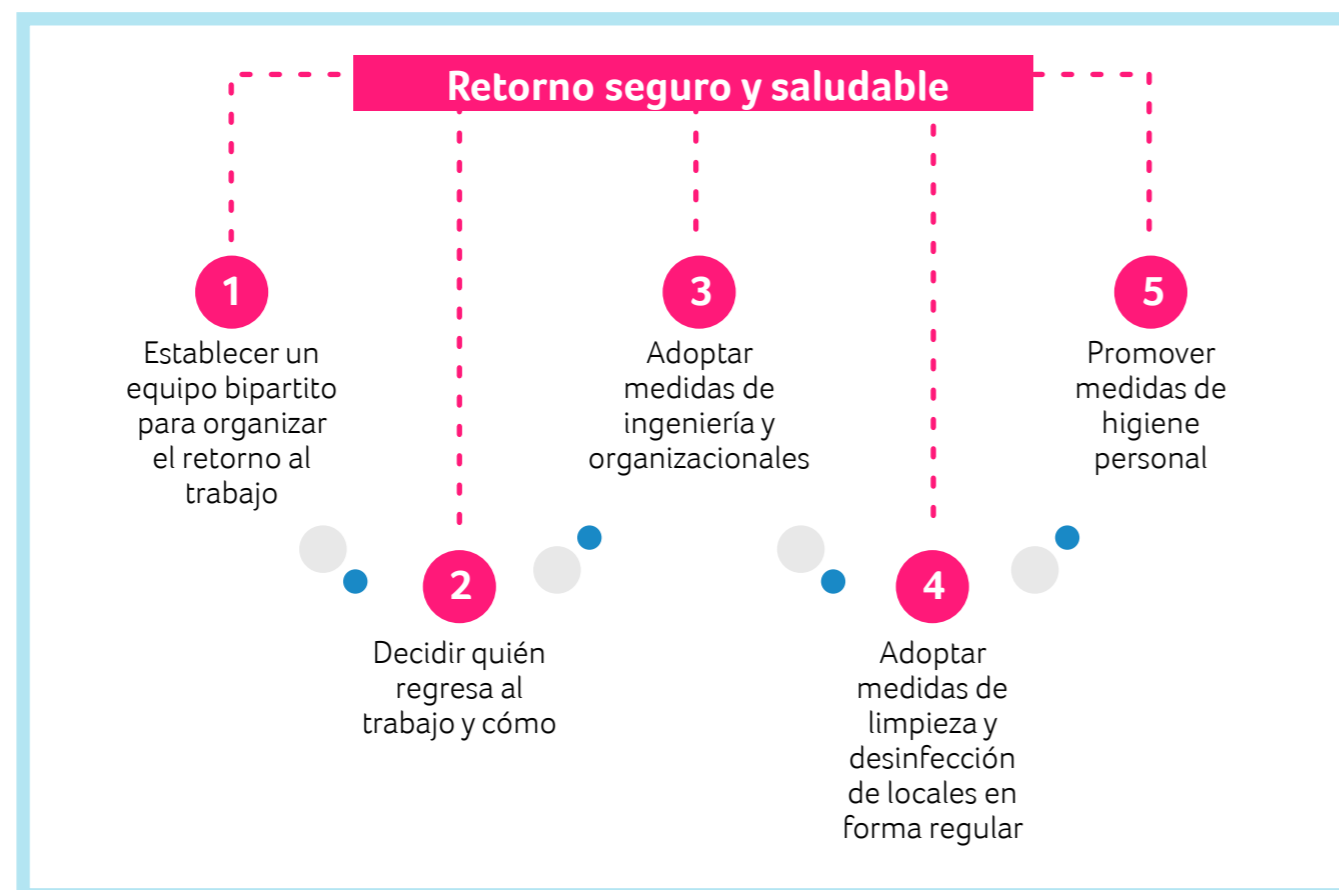 Retorno seguro y saludable
1
Establecer un
equipo bipartito
para organizar
el retorno al
trabajo
2
Decidir quién
regresa al
trabajo y cómo
3
Adoptar
medidas de
ingeniería y
organizacionales
4
Adoptar
medidas de
limpieza y
desinfección
de locales en
forma regular
5
Promover
medidas de
higiene
personal